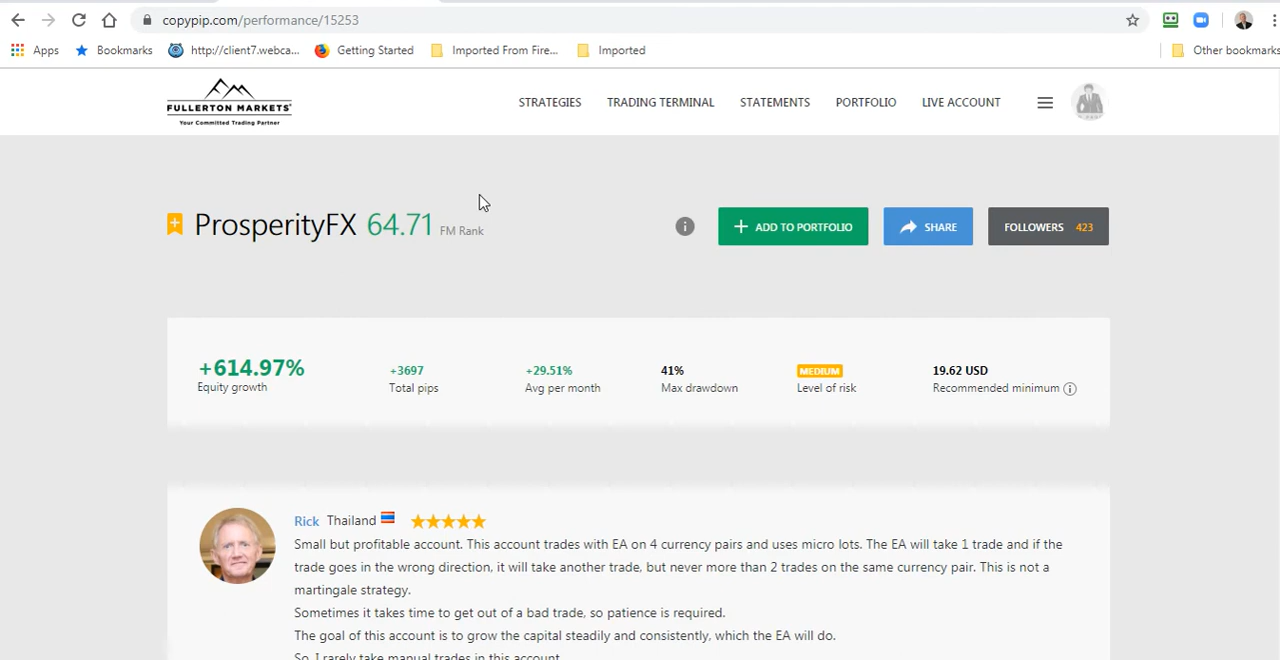 copypip.com/performance/15253
Apps Bookmarks http://client7.webca... Getting Started Imported From Fire... Imported Other bookmarks
FULLERTON MARKETS
Your Committed Trading Partner
STRATEGIES TRADING TERMINAL STATEMENTS PORTFOLIO LIVE ACCOUNT
ProsperityFX 64.71 FM Rank
+ ADD TO PORTFOLIO SHARE FOLLOWERS 423
+614.97% +3697 +29.51% 41% MEDIUM 19.62 USD
Equity growth Total pips Avg per month Max drawdown Level of risk Recommended minimum
Rick Thailand
Small but profitable account. This account trades with EA on 4 currency pairs and uses micro lots. The EA will take 1 trade and if the
trade goes in the wrong direction, it will take another trade, but never more than 2 trades on the same currency pair. This is not a
martingale strategy.
Sometimes it takes time to get out of a bad trade, so patience is required.
The goal of this account is to grow the capital steadily and consistently, which the EA will do.
So, I rarely take manual trades in this account.